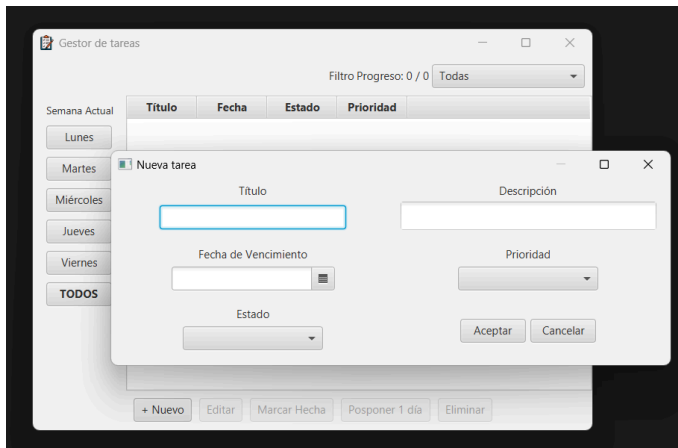 Gestor de tareas
Filtro Progreso: 0 / 0 Todas
Semana Actual
Título Fecha Estado Prioridad
Lunes
Martes
Miércoles
Jueves
Viernes
TODOS
Nueva tarea
Título Descripción
Fecha de Vencimiento Prioridad
Estado
Aceptar Cancelar
+ Nuevo Editar Marcar Hecha Posponer 1 día Eliminar